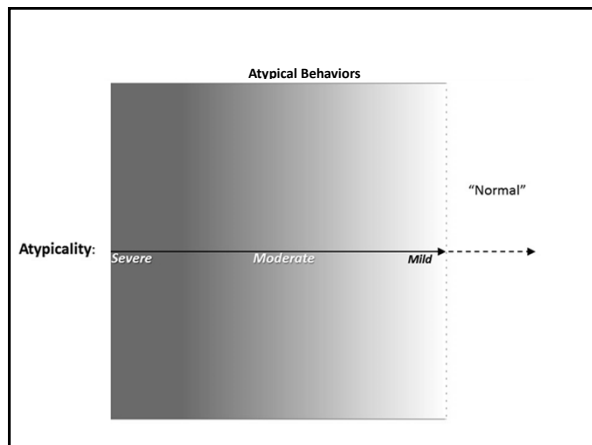 Atypical Behaviors
“Normal”
Atypicality:
Severe Moderate Mild